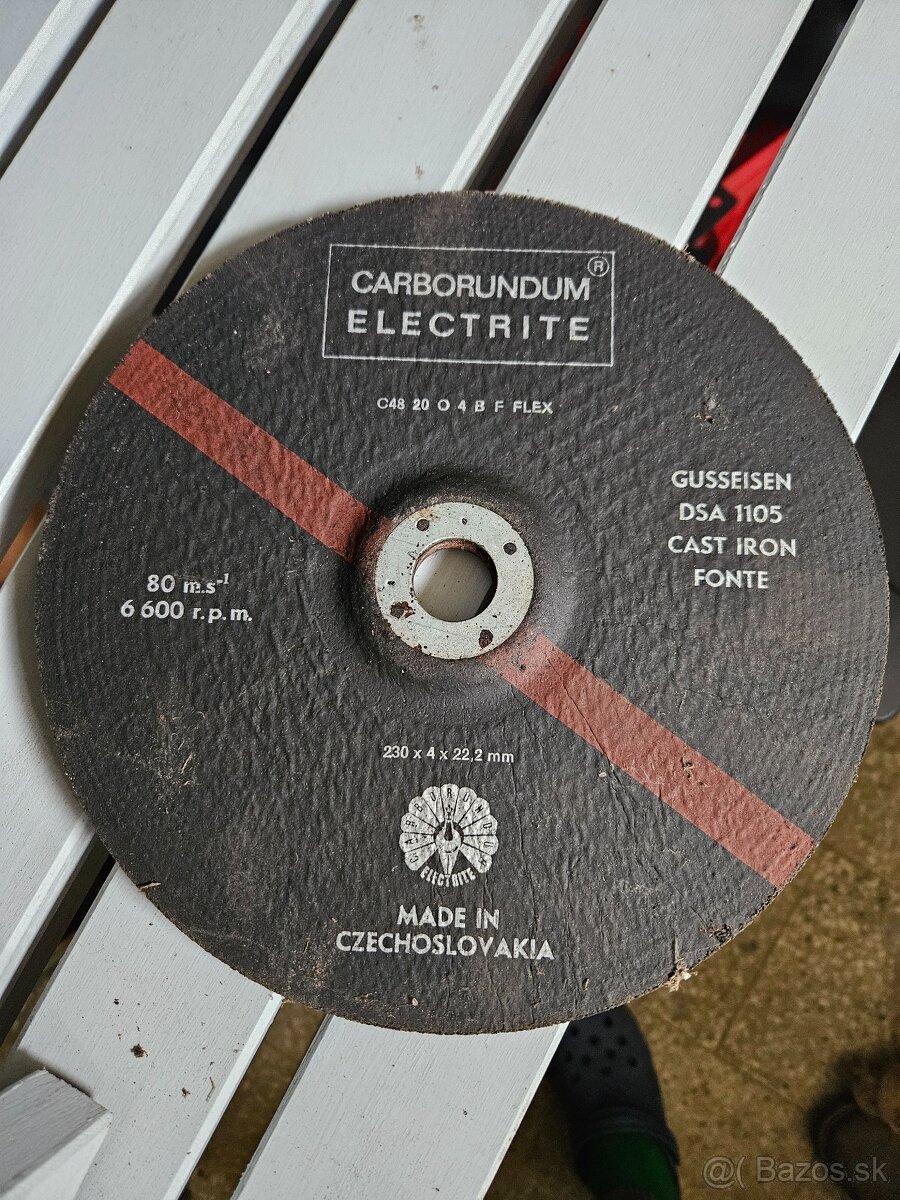 CARBORUNDUM ®
ELECTRITE
C48 20 O 4 B F FLEX
GUSSEISEN
DSA 1105
CAST IRON
FONTE
80 m.s⁻¹
6 600 r.p.m.
230 x 4 x 22,2 mm
CARBORUNDUM
ELECTRITE
MADE IN
CZECHOSLOVAKIA
@( Bazos.sk